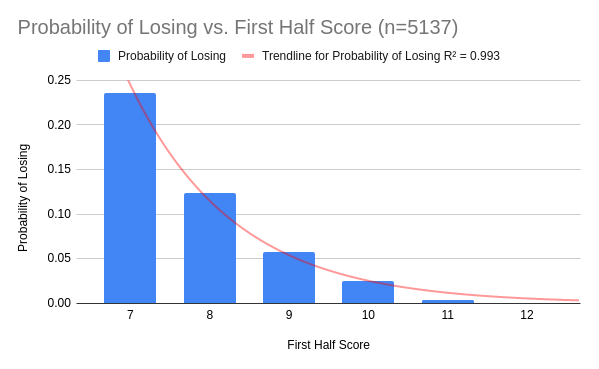 Probability of Losing vs. First Half Score (n=5137)
Probability of Losing Trendline for Probability of Losing R² = 0.993
0.25
0.20
0.15
0.10
0.05
0.00
Probability of Losing
7 8 9 10 11 12
First Half Score